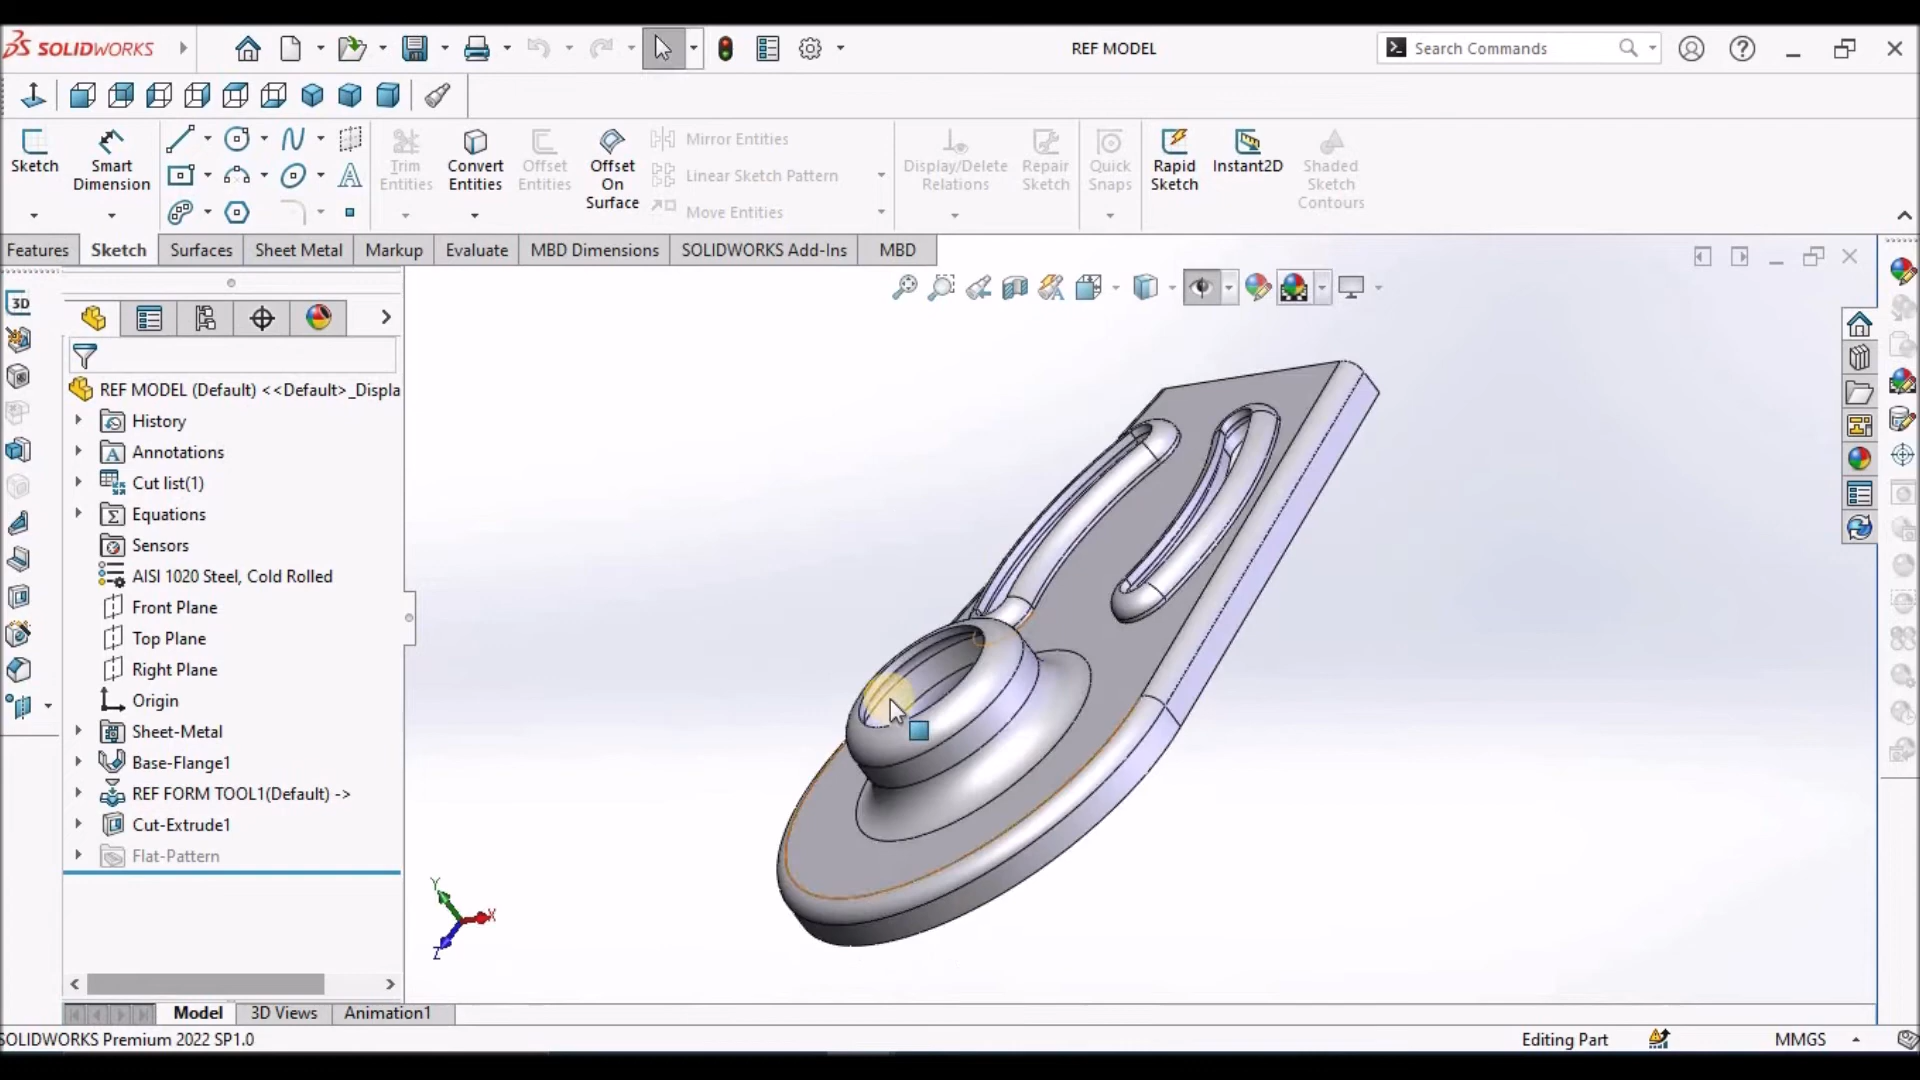 SOLIDWORKS
REF MODEL
Search Commands
Sketch
Smart Dimension
Trim Entities
Convert Entities
Offset Entities
Offset On Surface
Mirror Entities
Linear Sketch Pattern
Move Entities
Display/Delete Relations
Repair Sketch
Quick Snaps
Rapid Sketch
Instant2D
Shaded Sketch Contours
Features
Sketch
Surfaces
Sheet Metal
Markup
Evaluate
MBD Dimensions
SOLIDWORKS Add-Ins
MBD
3D
REF MODEL (Default) <<Default>_Displa
History
Annotations
Cut list(1)
Equations
Sensors
AISI 1020 Steel, Cold Rolled
Front Plane
Top Plane
Right Plane
Origin
Sheet-Metal
Base-Flange1
REF FORM TOOL1(Default) ->
Cut-Extrude1
Flat-Pattern
Y
X
Z
Model
3D Views
Animation1
SOLIDWORKS Premium 2022 SP1.0
Editing Part
MMGS